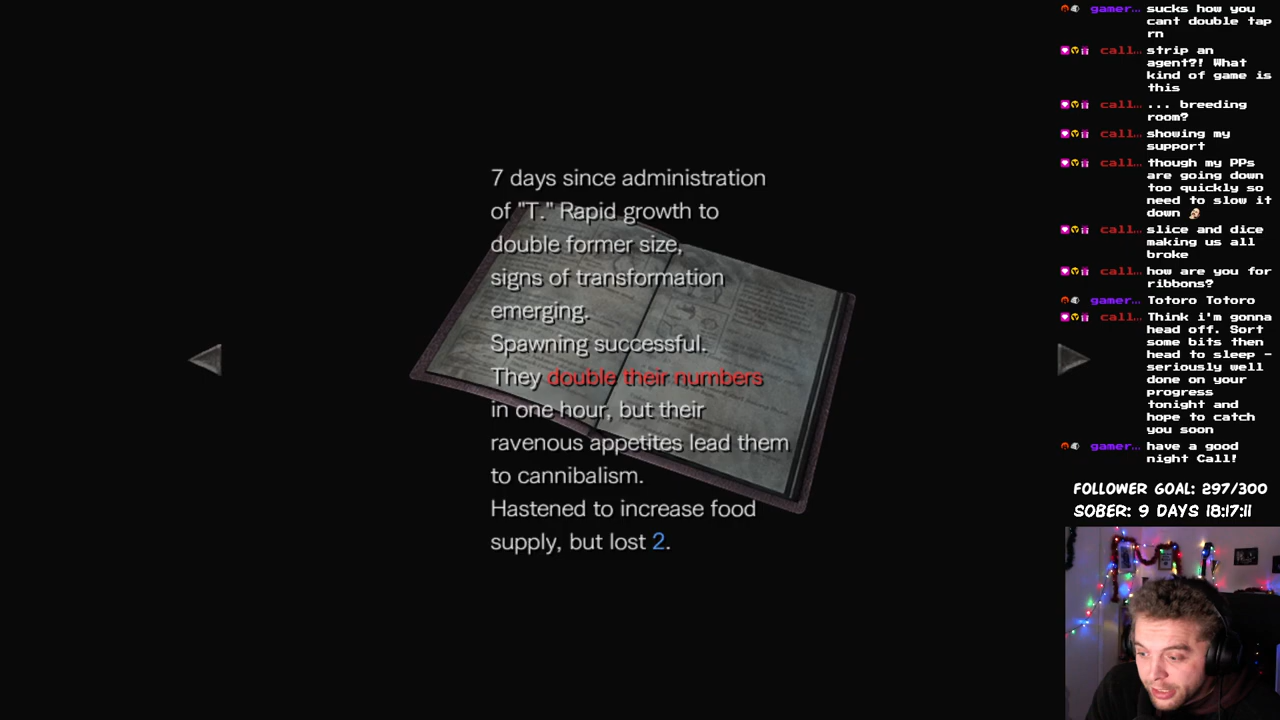 7 days since administration
of "T." Rapid growth to
double former size,
signs of transformation
emerging.
Spawning successful.
They double their numbers
in one hour, but their
ravenous appetites lead them
to cannibalism.
Hastened to increase food
supply, but lost 2.
gamer... sucks how you
cant double tap
rn
call... strip an
agent?! What
kind of game is
this
call... ... breeding
room?
call... showing my
support
call... though my PPs
are going down
too quickly so
need to slow it
down
call... slice and dice
making us all
broke
call... how are you for
ribbons?
gamer... Totoro Totoro
call... Think i'm gonna
head off. Sort
some bits then
head to sleep -
seriously well
done on your
progress
tonight and
hope to catch
you soon
gamer... have a good
night Call!
FOLLOWER GOAL: 297/300
SOBER: 9 DAYS 18:17:11